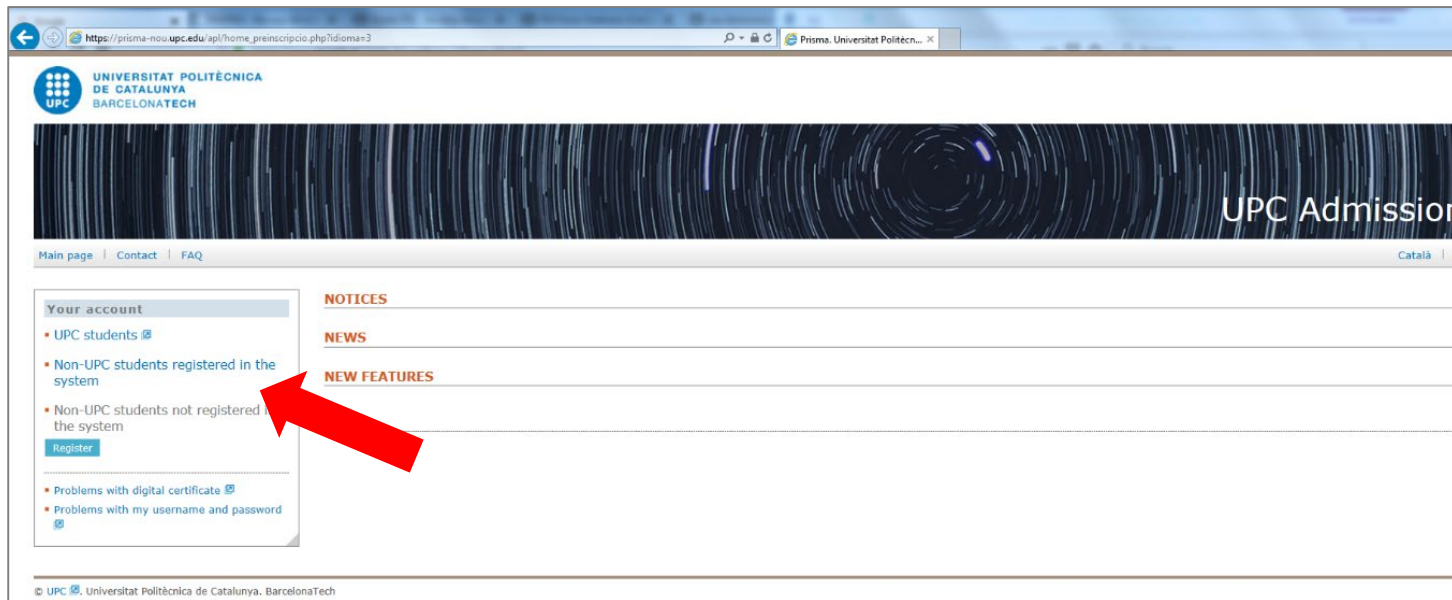 https://prisma-nou.upc.edu/apl/home_preinscripcio.php?idioma=3
Prisma. Universitat Politècn...
UNIVERSITAT POLITÈCNICA
DE CATALUNYA
BARCELONATECH
UPC
UPC Admission
Main page | Contact | FAQ
Català |
Your account
UPC students
Non-UPC students registered in the
system
Non-UPC students not registered
the system
Register
Problems with digital certificate
Problems with my username and password
NOTICES
NEWS
NEW FEATURES
© UPC . Universitat Politècnica de Catalunya. BarcelonaTech